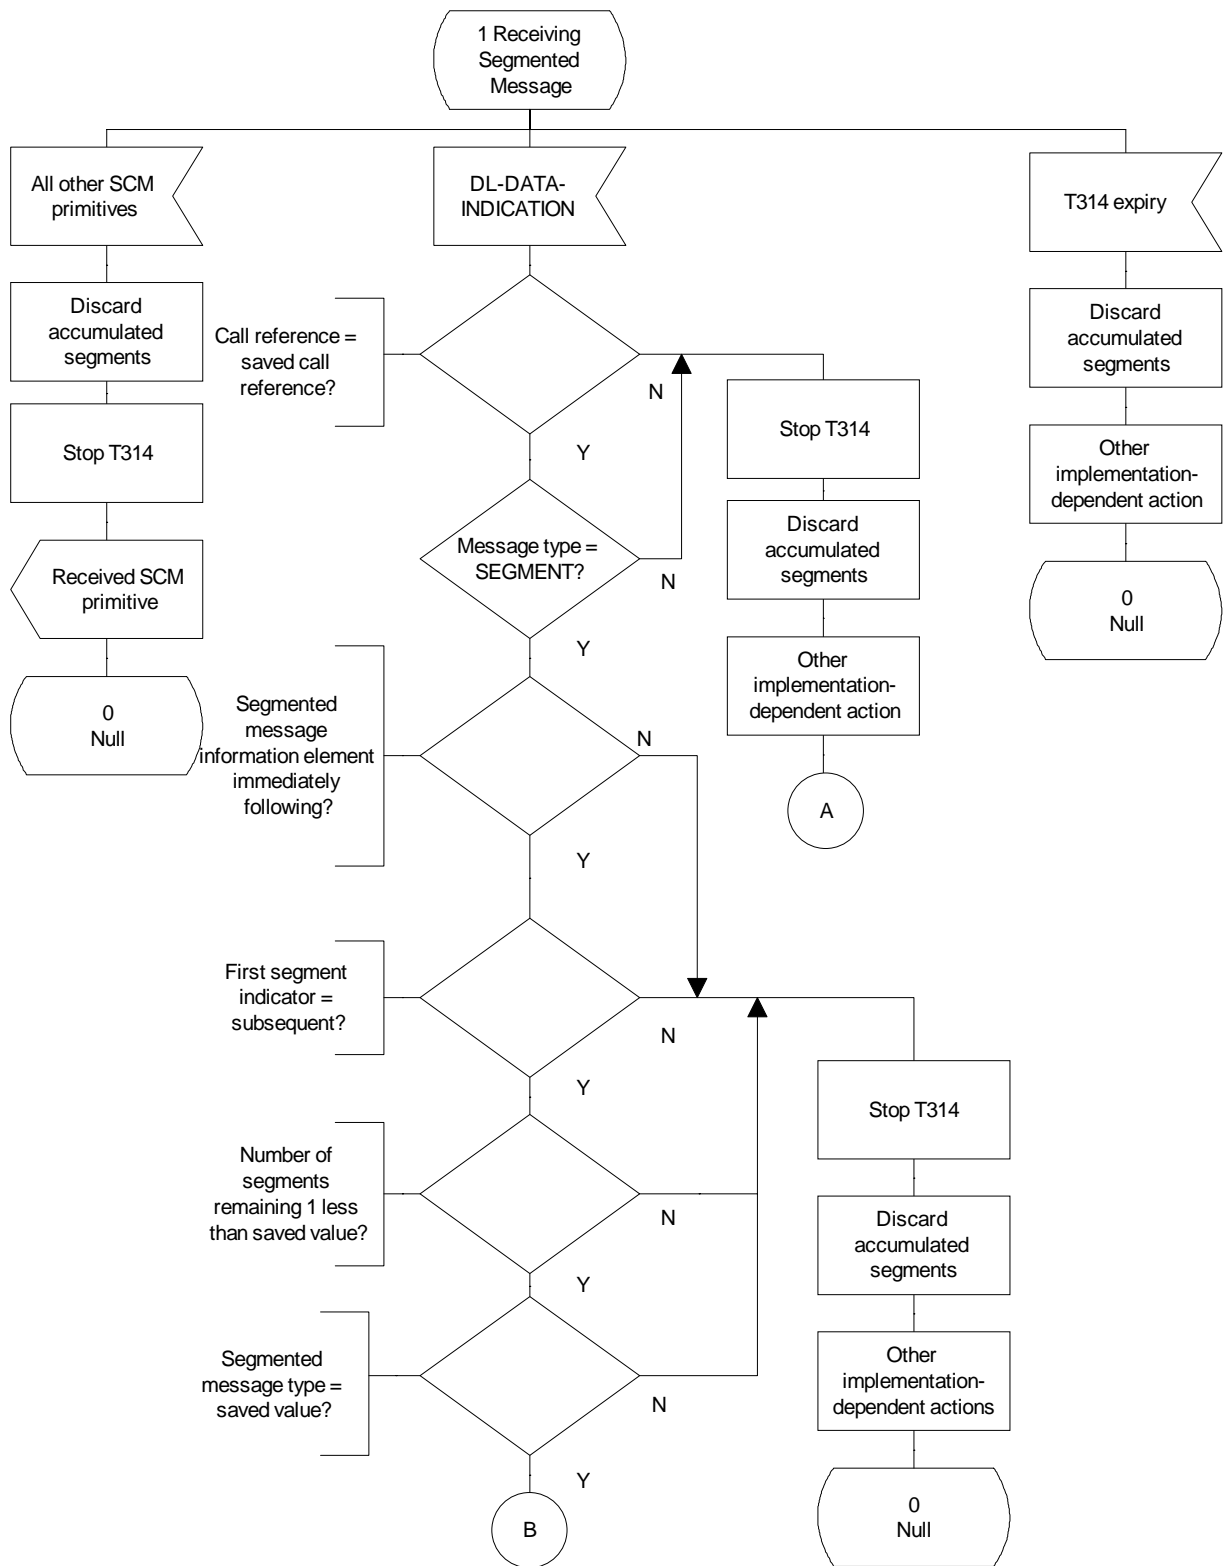 1 Receiving
Segmented
Message
All other SCM
primitives
DL-DATA-
INDICATION
T314 expiry
Discard
accumulated
segments
Call reference =
saved call
reference?
N
Y
Discard
accumulated
segments
Stop T314
Stop T314
Other
implementation-
dependent action
Message type =
SEGMENT?
N
Y
Discard
accumulated
segments
Received SCM
primitive
0
Null
Other
implementation-
dependent action
0
Null
Segmented
message
information element
immediately
following?
N
Y
A
First segment
indicator =
subsequent?
N
Y
Stop T314
Number of
segments
remaining 1 less
than saved value?
N
Y
Discard
accumulated
segments
Segmented
message type =
saved value?
N
Y
Other
implementation-
dependent actions
B
0
Null